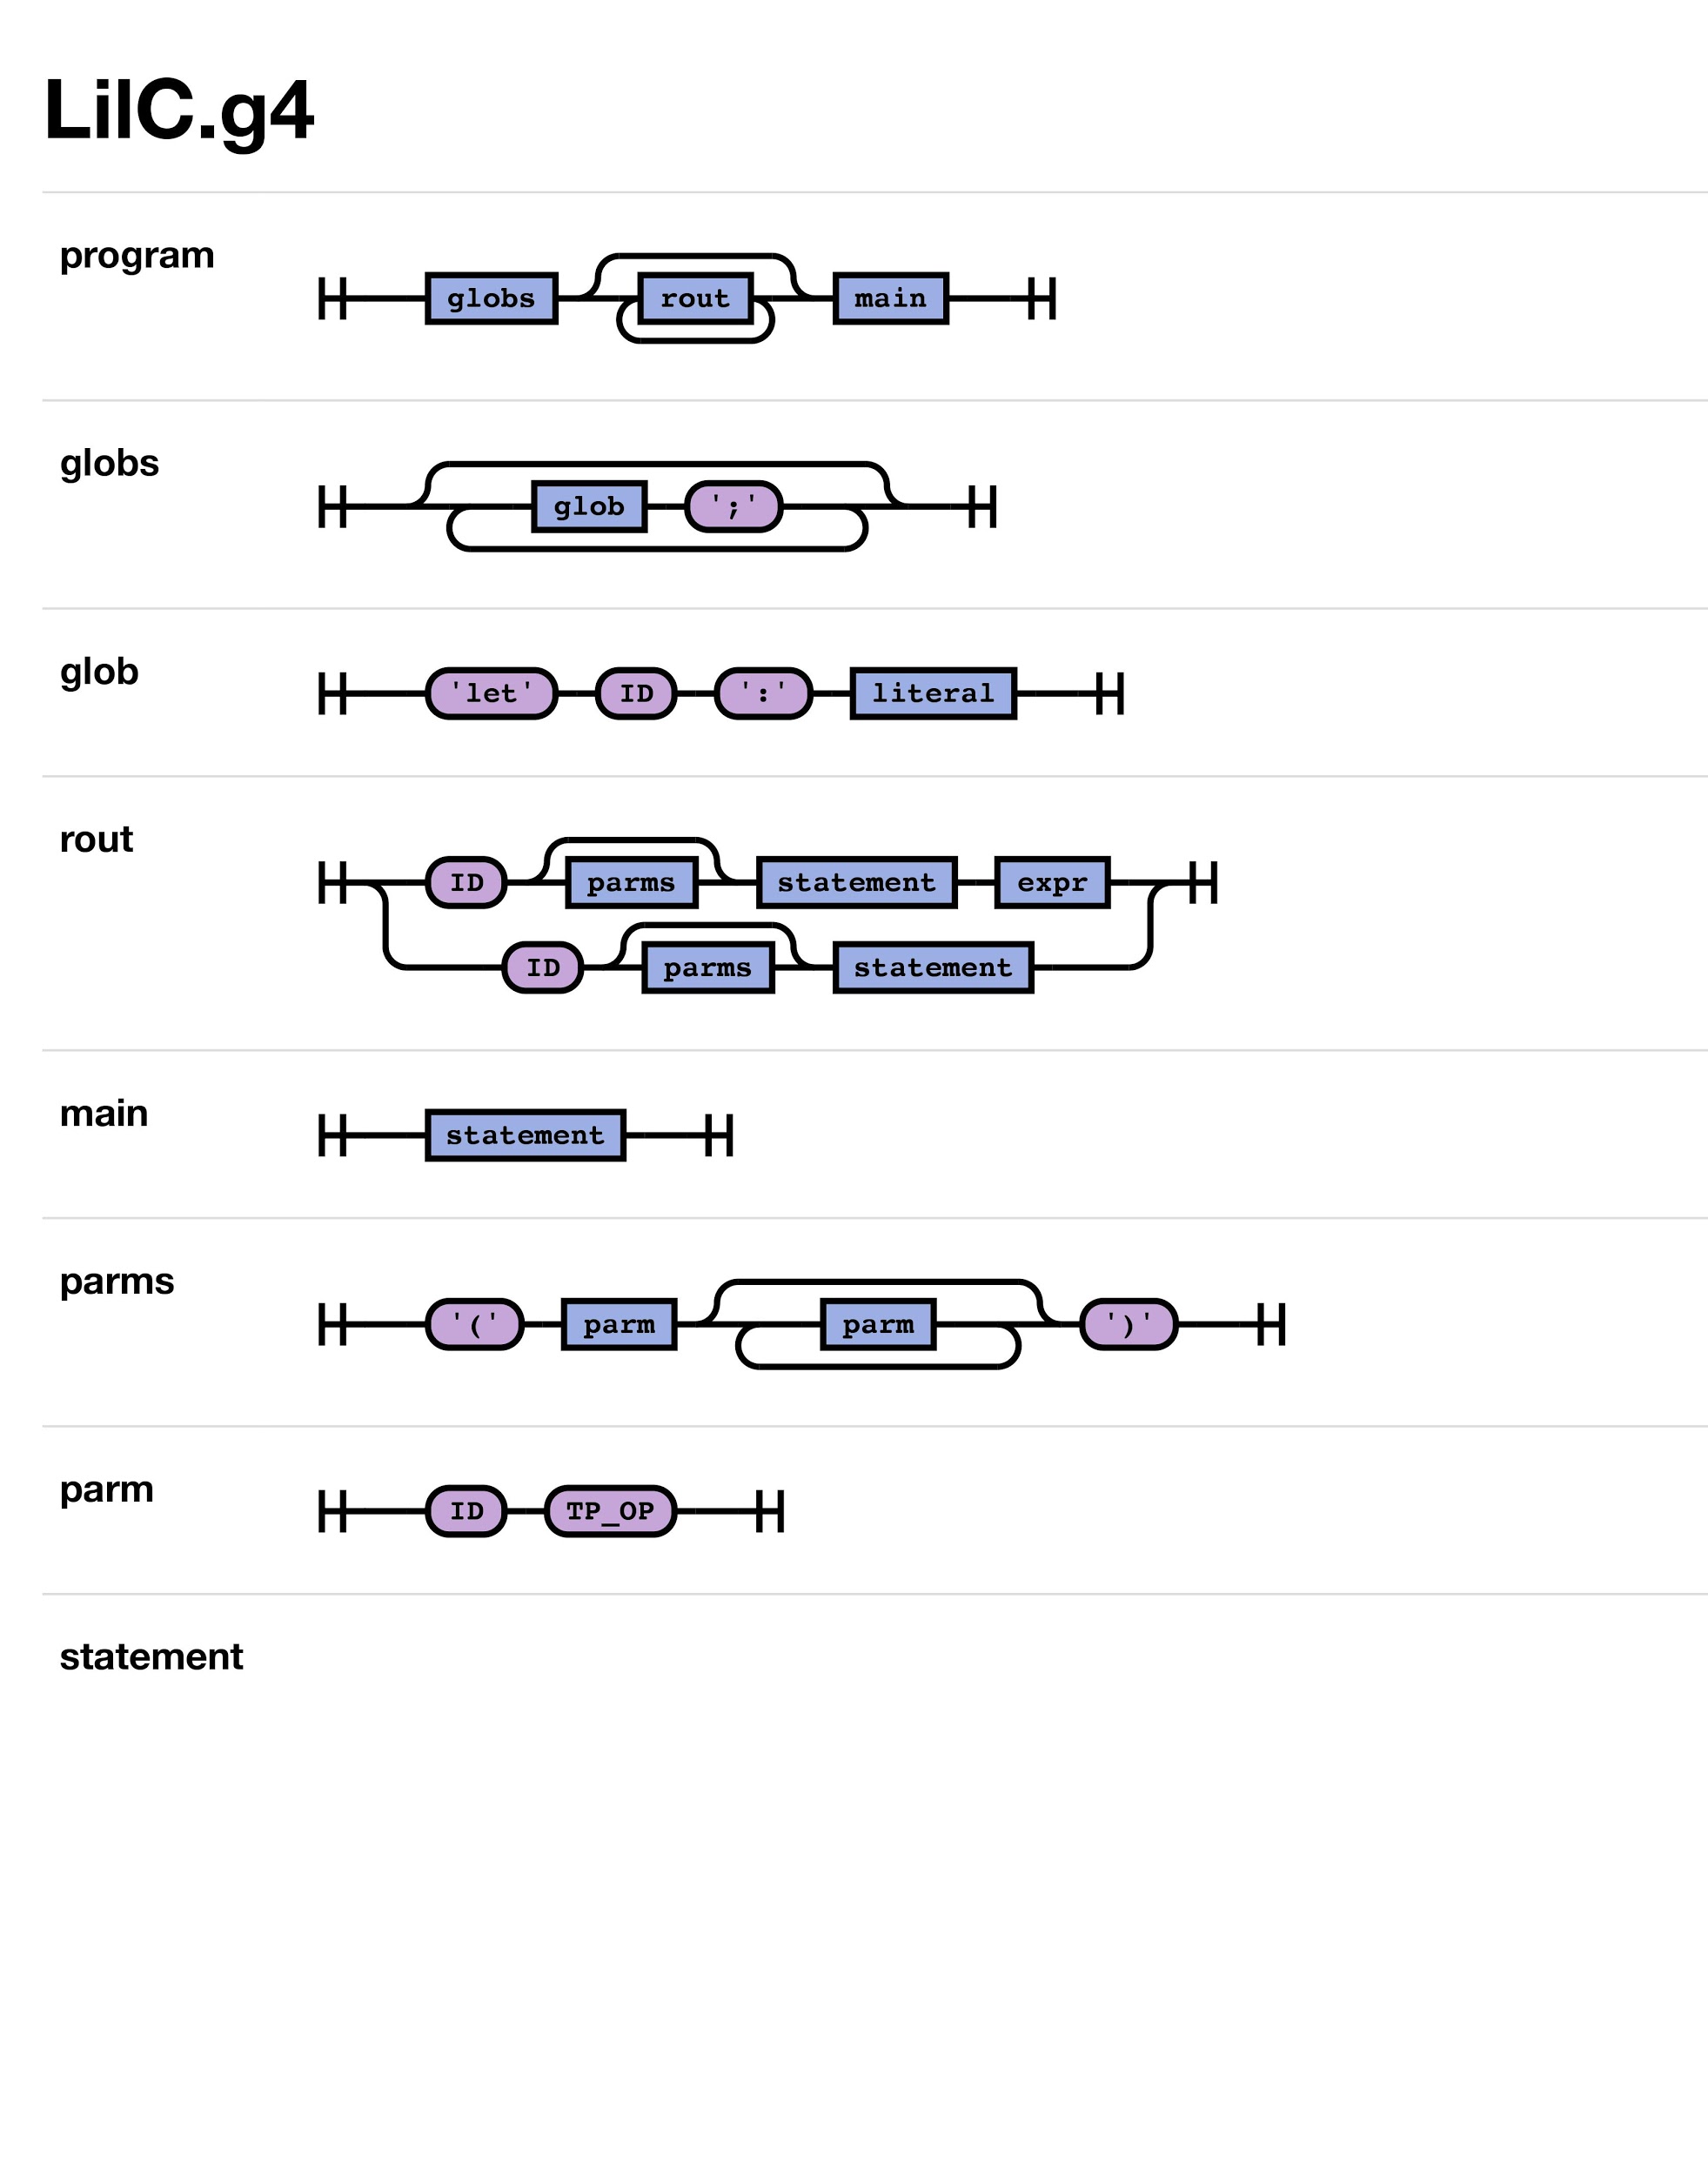 LilC.g4
program
globs rout main
globs
glob ';'
glob
'let' ID ':' literal
rout
ID parms statement expr
ID parms statement
main
statement
parms
'(' parm parm ')'
parm
ID TP_OP
statement